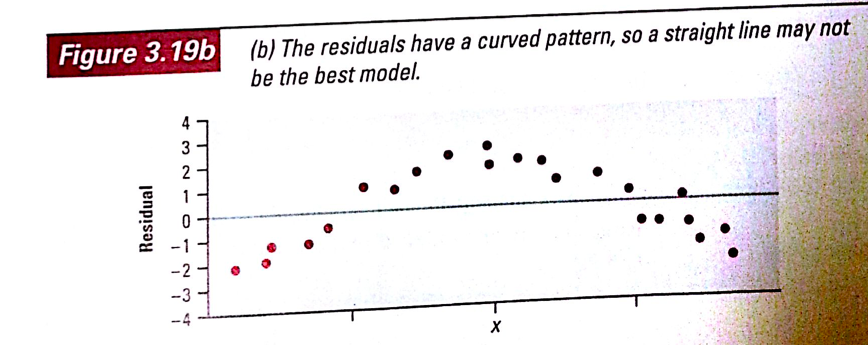 Figure 3.19b
(b) The residuals have a curved pattern, so a straight line may not
be the best model.
4
3
2
1
0
-1
-2
-3
-4
Residual
x